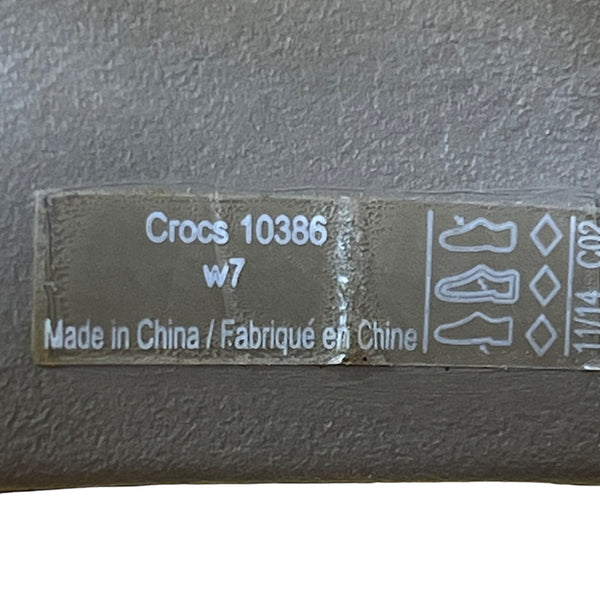 Crocs 10386
w7
Made in China / Fabriqué en Chine
11/14 C02